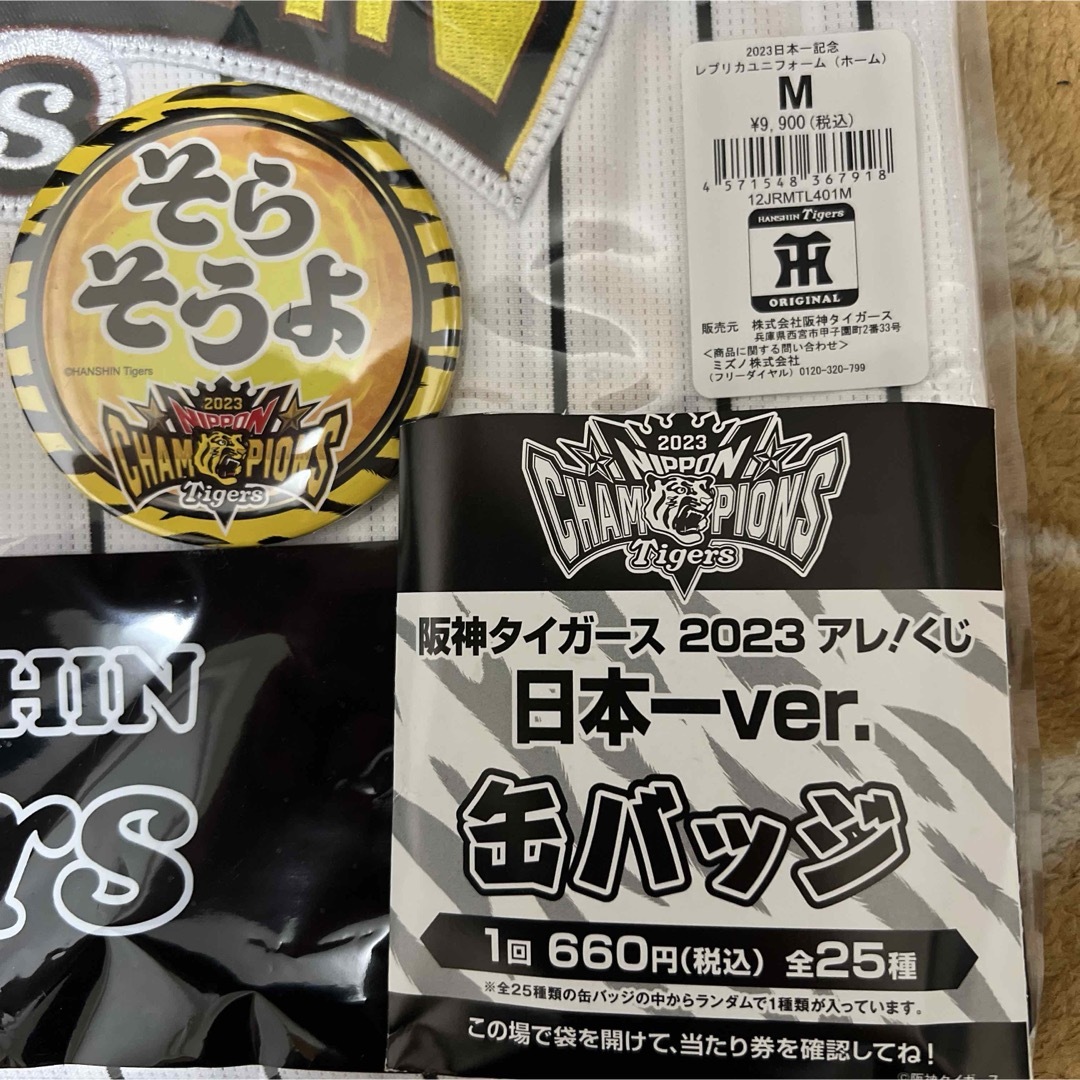 S
そら
そうよ
©HANSHIN Tigers
2023
NIPPON
CHAMPIONS
Tigers
2023日本一記念
レプリカユニフォーム（ホーム）
M
¥9,900(税込)
4 571548 367918
12JRMTL401M
HANSHIN Tigers
ORIGINAL
販売元 株式会社阪神タイガース
兵庫県西宮市甲子園町2番33号
<商品に関する問い合わせ>
ミズノ株式会社
(フリーダイヤル) 0120-320-799
HIN
rs
2023
NIPPON
CHAMPIONS
Tigers
阪神タイガース 2023 アレ!くじ
日本一ver.
缶バッジ
1回 660円(税込) 全25種
※全25種類の缶バッジの中からランダムで1種類が入っています。
この場で袋を開けて、当たり券を確認してね!
©阪神タイガース